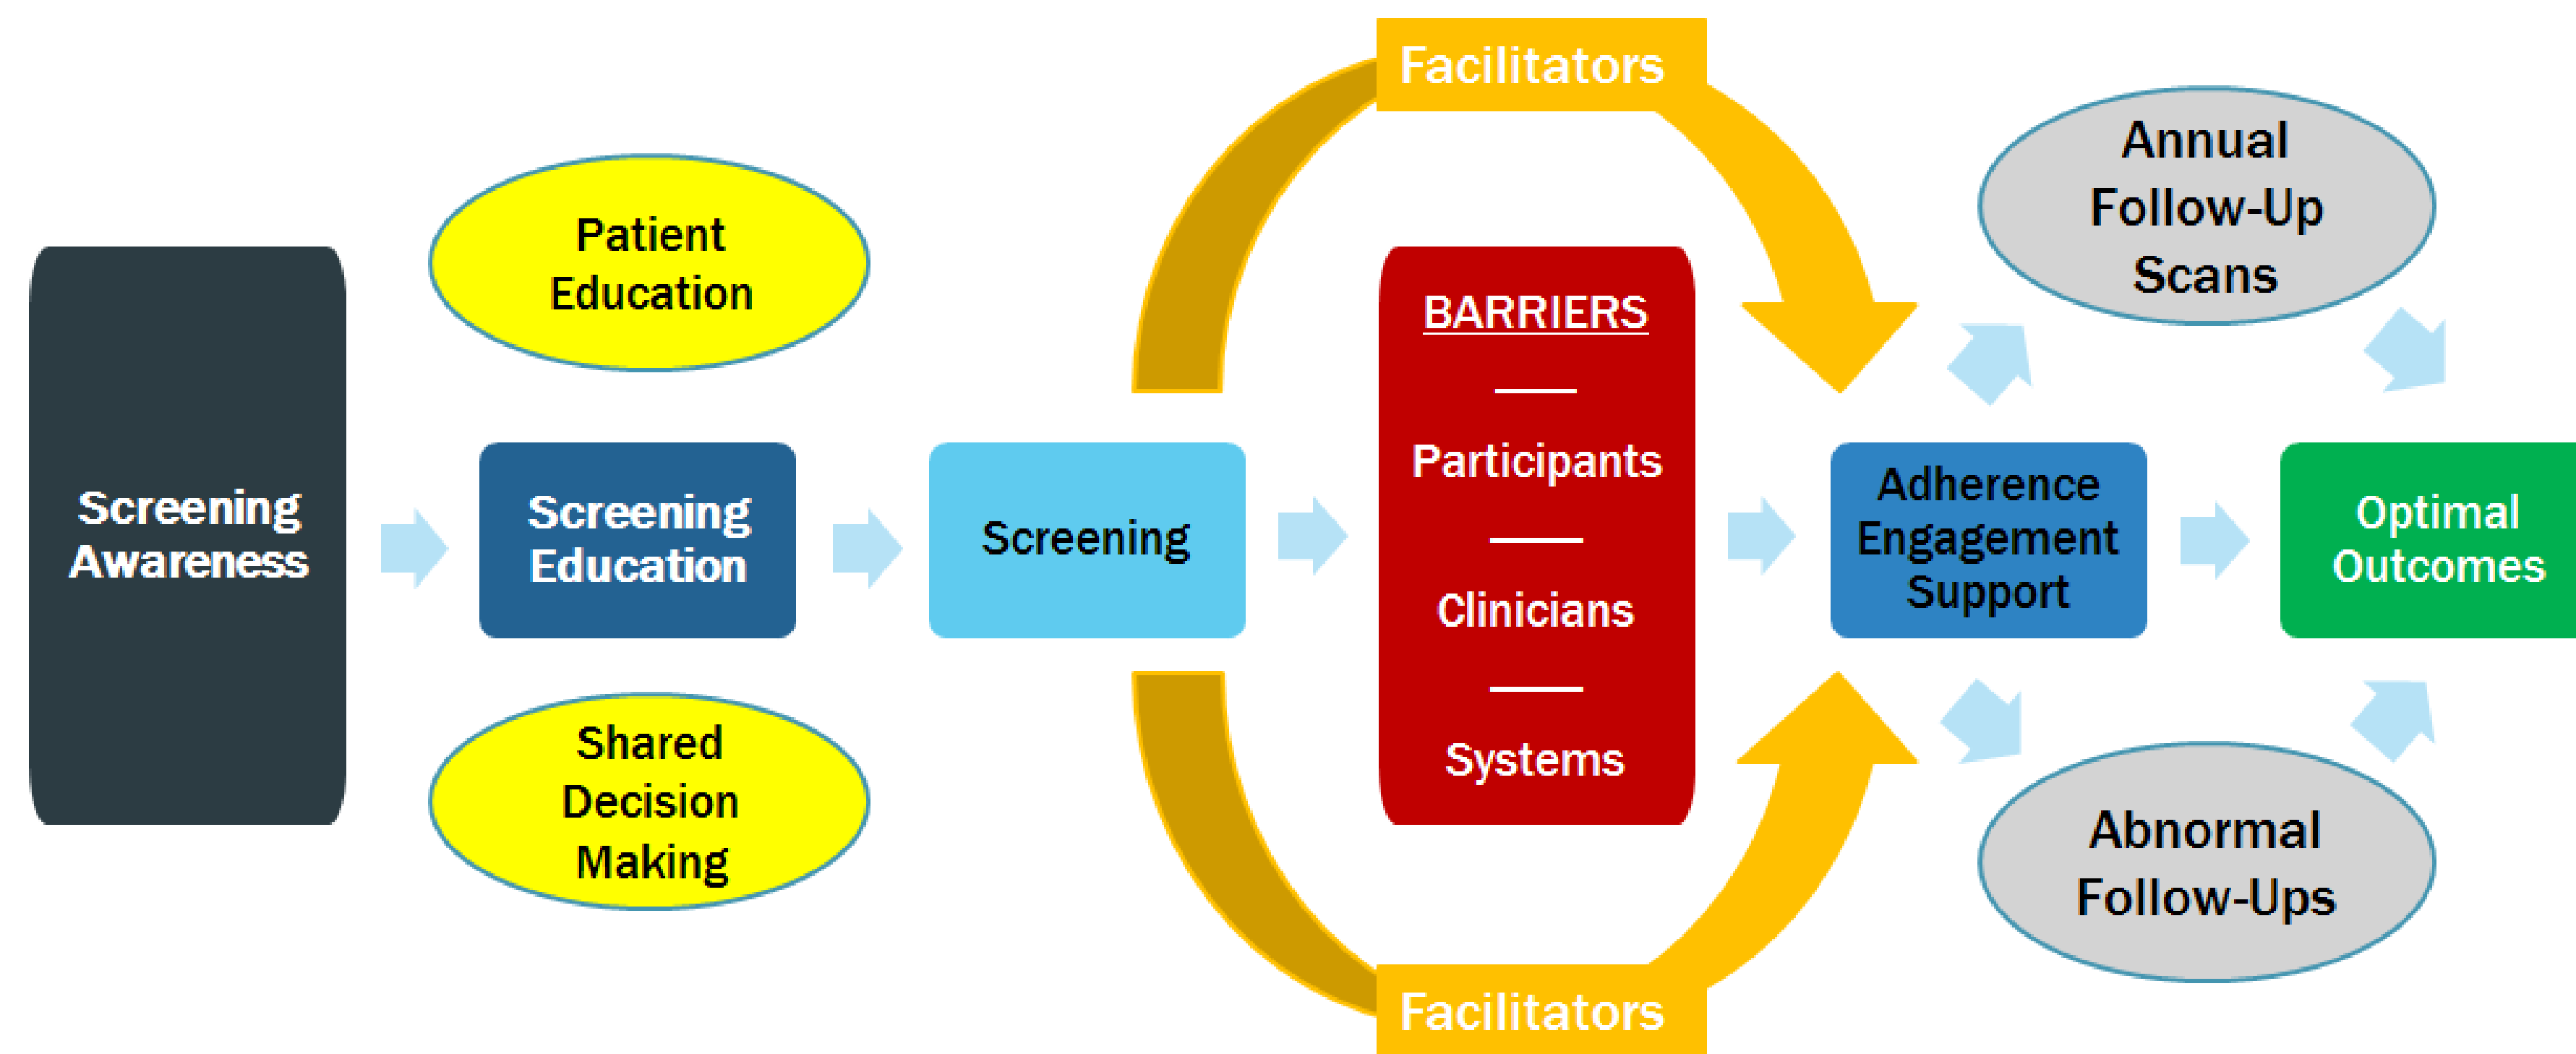 Screening
Awareness
Patient
Education
Screening
Education
Shared
Decision
Making
Screening
Facilitators
BARRIERS
Participants
Clinicians
Systems
Facilitators
Adherence
Engagement
Support
Annual
Follow-Up
Scans
Abnormal
Follow-Ups
Optimal
Outcomes